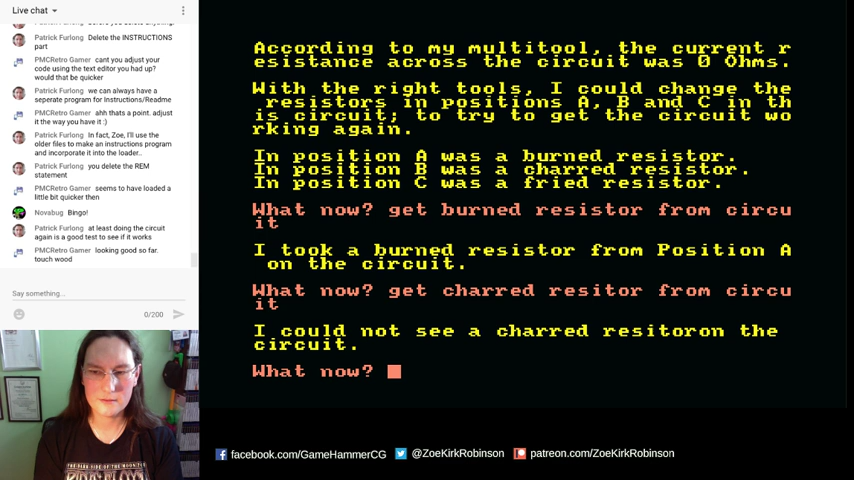 Live chat
Patrick Furlong Delete the INSTRUCTIONS
part
PMCRetro Gamer cant you adjust your
code using the text editor you had up?
would that be quicker
Patrick Furlong we can always have a
seperate program for Instructions/Readme
PMCRetro Gamer ahh thats a point. adjust
it the way you have it :)
Patrick Furlong In fact, Zoe, I'll use the
older files to make an instructions program
and incorporate it into the loader..
Patrick Furlong you delete the REM
statement
PMCRetro Gamer seems to have loaded a
little bit quicker then
Novabug Bingo!
Patrick Furlong at least doing the circuit
again is a good test to see if it works
PMCRetro Gamer looking good so far.
touch wood
Say something...
0/200
According to my multitool, the current r
esistance across the circuit was 0 Ohms.
With the right tools, I could change the
resistors in positions A, B and C in th
is circuit; to try to get the circuit wo
rking again.
In position A was a burned resistor.
In position B was a charred resistor.
In position C was a fried resistor.
What now? get burned resistor from circu
it
I took a burned resistor from Position A
on the circuit.
What now? get charred resitor from circu
it
I could not see a charred resitoron the
circuit.
What now?
THE DARK SIDE OF THE MOON
facebook.com/GameHammerCG
@ZoeKirkRobinson
patreon.com/ZoeKirkRobinson